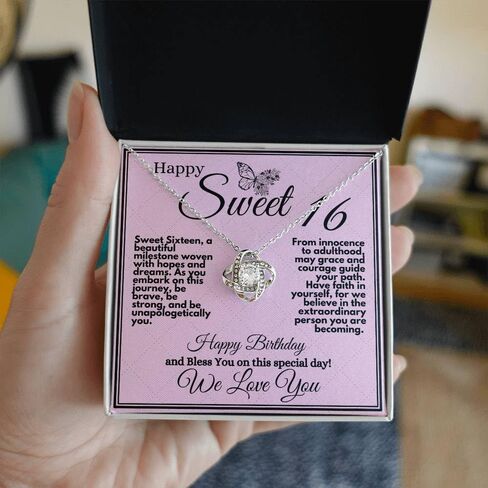 Happy
Sweet 16
Sweet Sixteen, a
beautiful
milestone woven
with hopes and
dreams. As you
embark on this
journey, be
brave, be
strong, and be
unapologetically
you.
From innocence
to adulthood,
may grace and
courage guide
your path.
Have faith in
yourself, for we
believe in the
extraordinary
person you are
becoming.
Happy Birthday
and Bless You on this special day!
We Love You